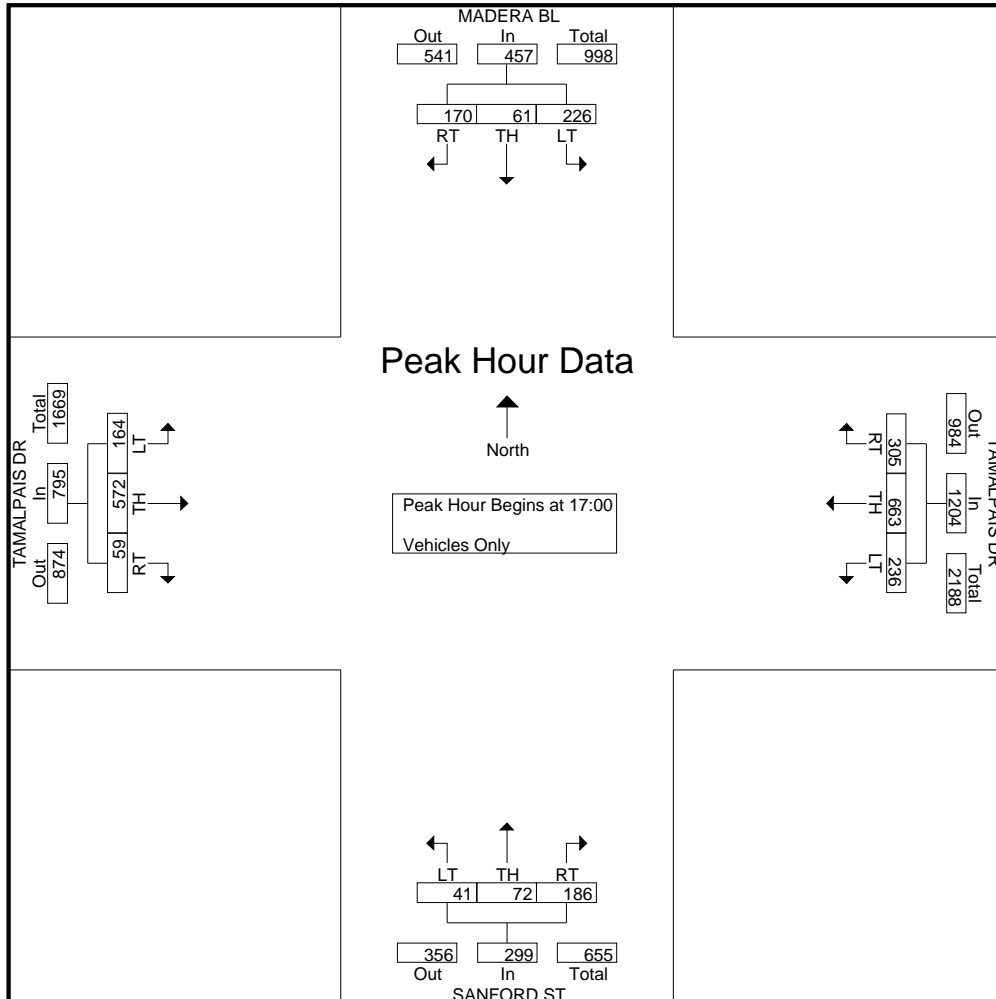 MADERA BL
Out In Total
541 457 998
170 61 226
RT TH LT
Peak Hour Data
North
Peak Hour Begins at 17:00
Vehicles Only
TAMALPAIS DR
Total In Out
1669 795 874
164 572 59
LT TH RT
TAMALPAIS DR
Out In Total
984 1204 2188
305 663 236
RT TH LT
LT TH RT
41 72 186
356 299 655
Out In Total
SANFORD ST